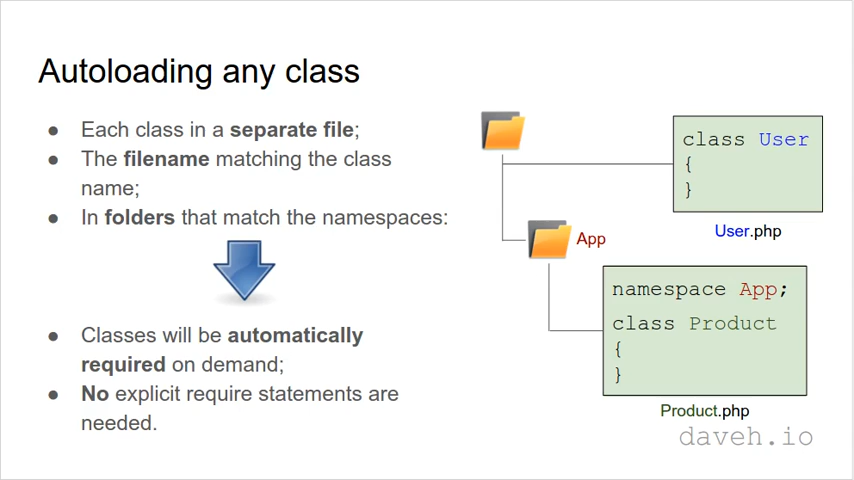 Autoloading any class
● Each class in a separate file;
● The filename matching the class
name;
● In folders that match the namespaces:
● Classes will be automatically
required on demand;
● No explicit require statements are
needed.
class User
{
}
User.php
App
namespace App;
class Product
{
}
Product.php
daveh.io